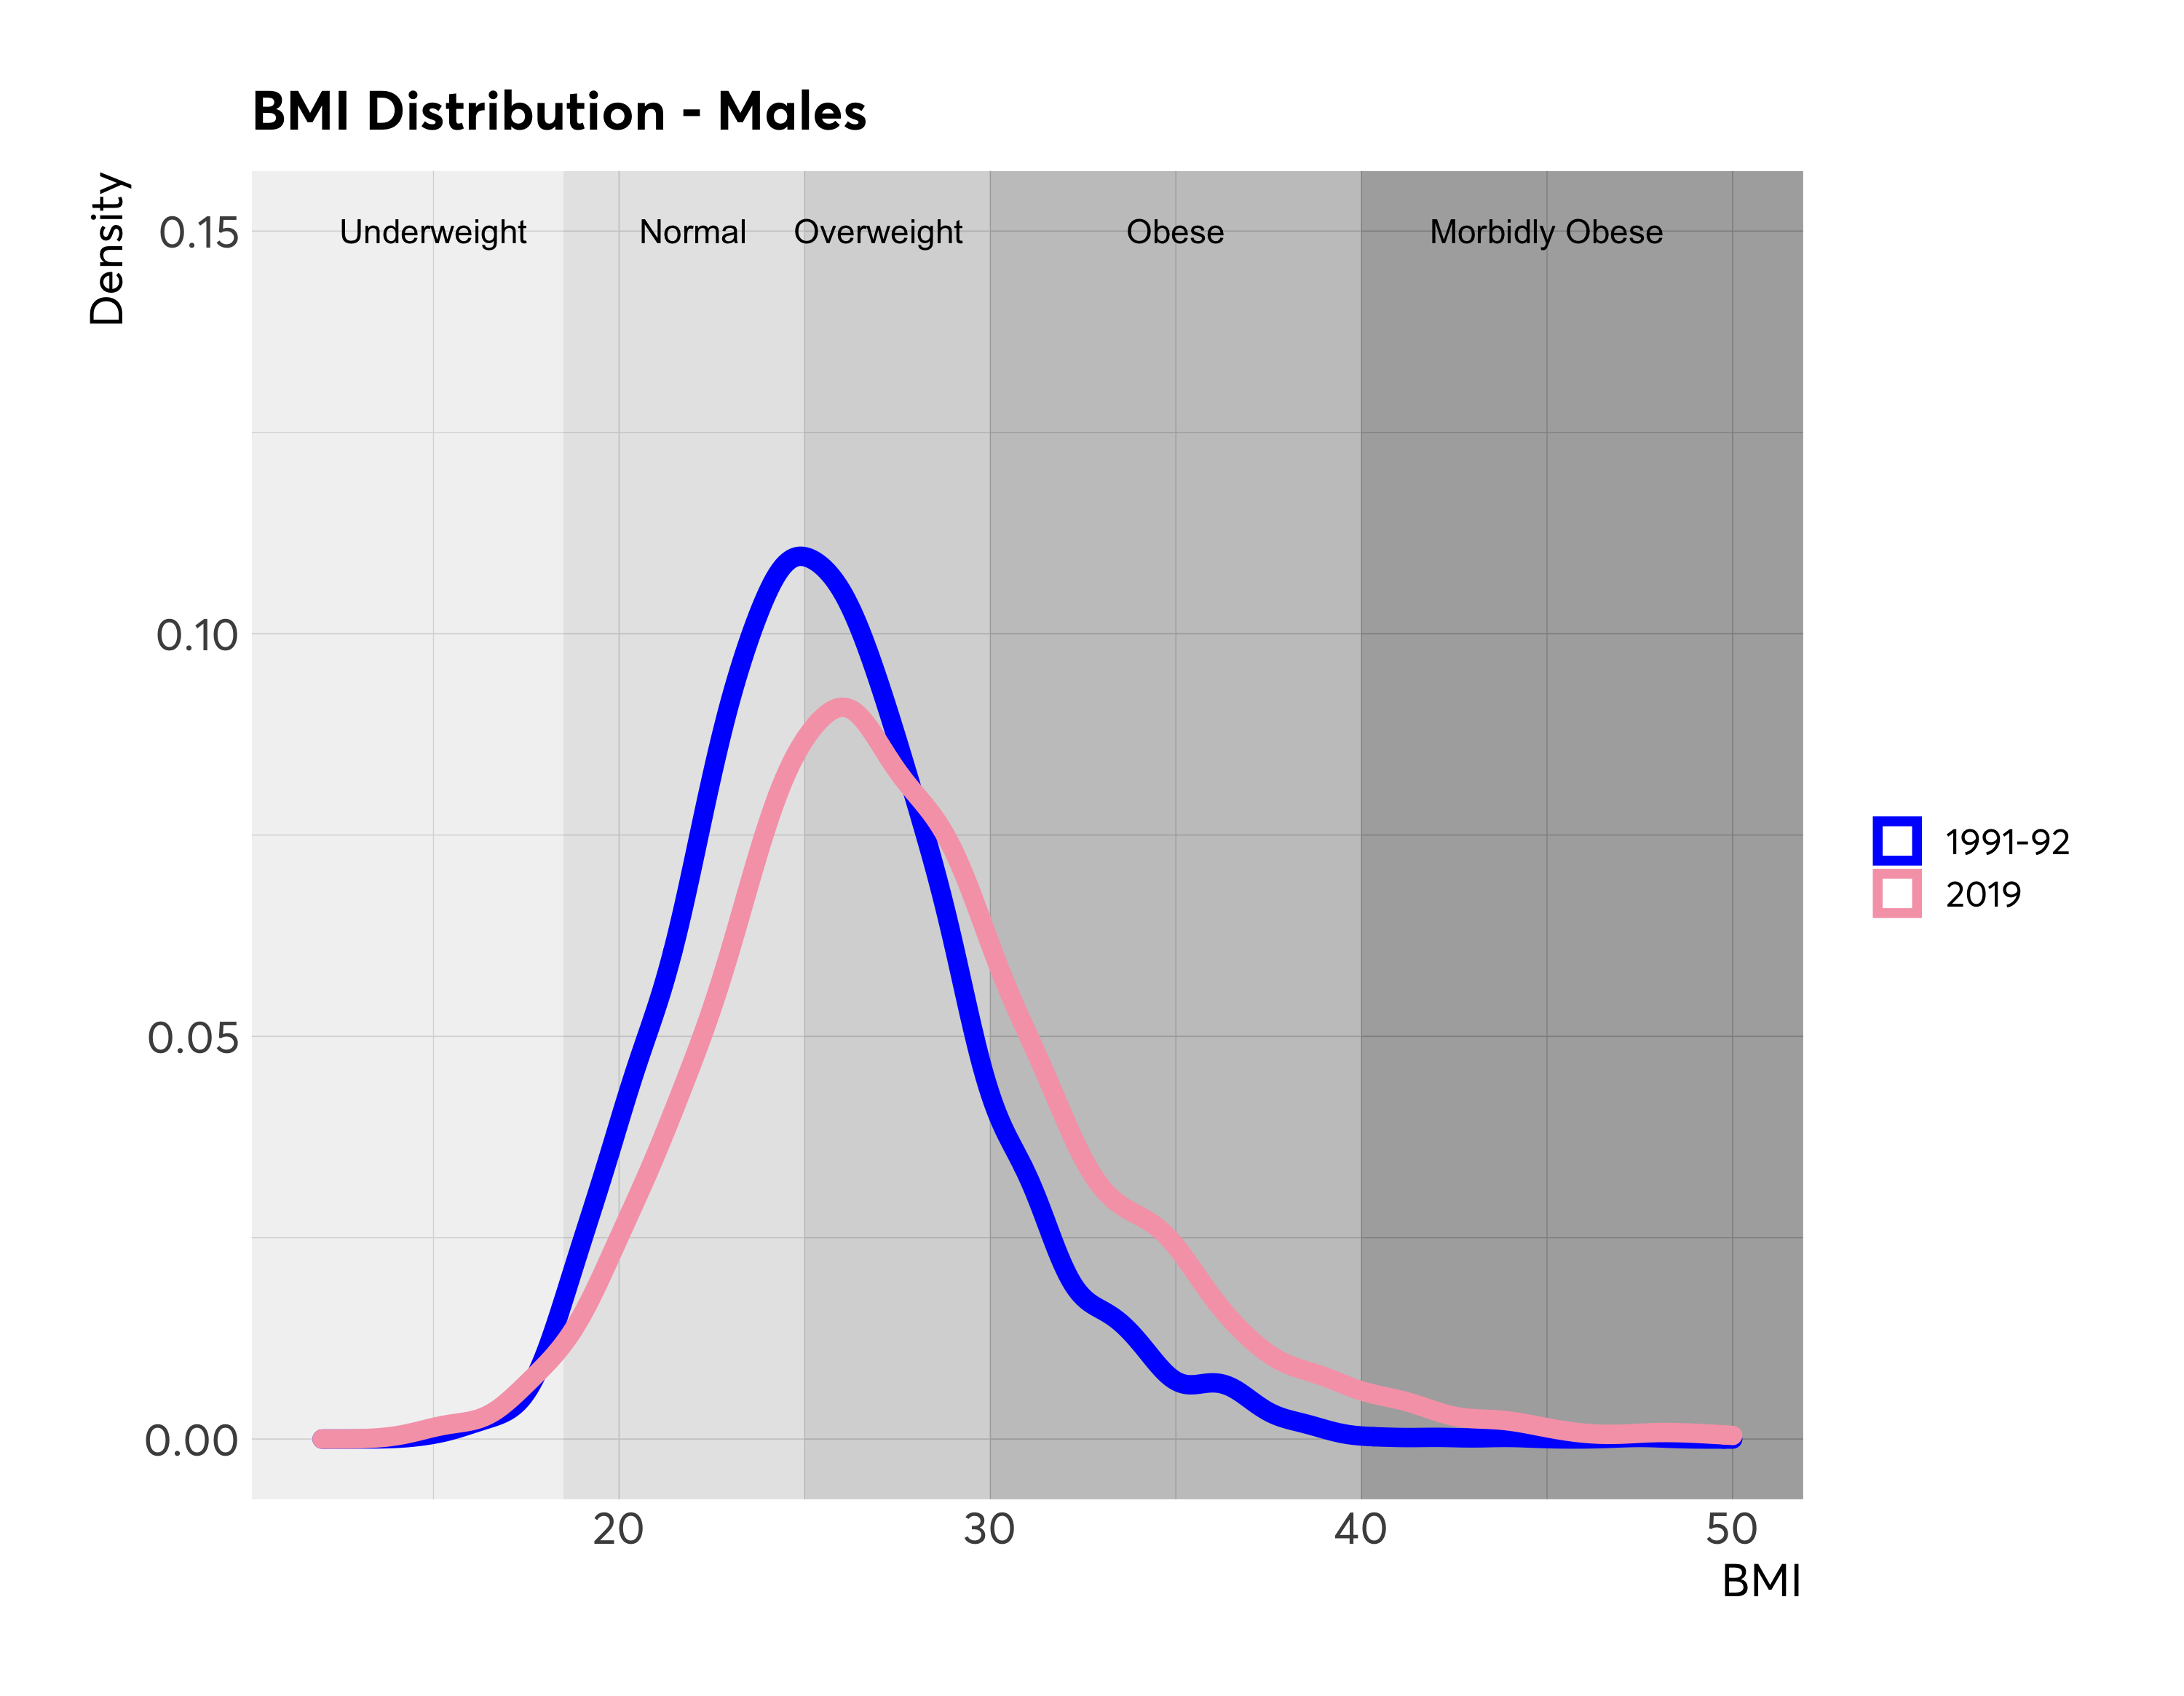 BMI Distribution - Males
Density
Underweight Normal Overweight Obese Morbidly Obese
0.15
0.10
0.05
0.00
20 30 40 50
BMI
1991-92
2019